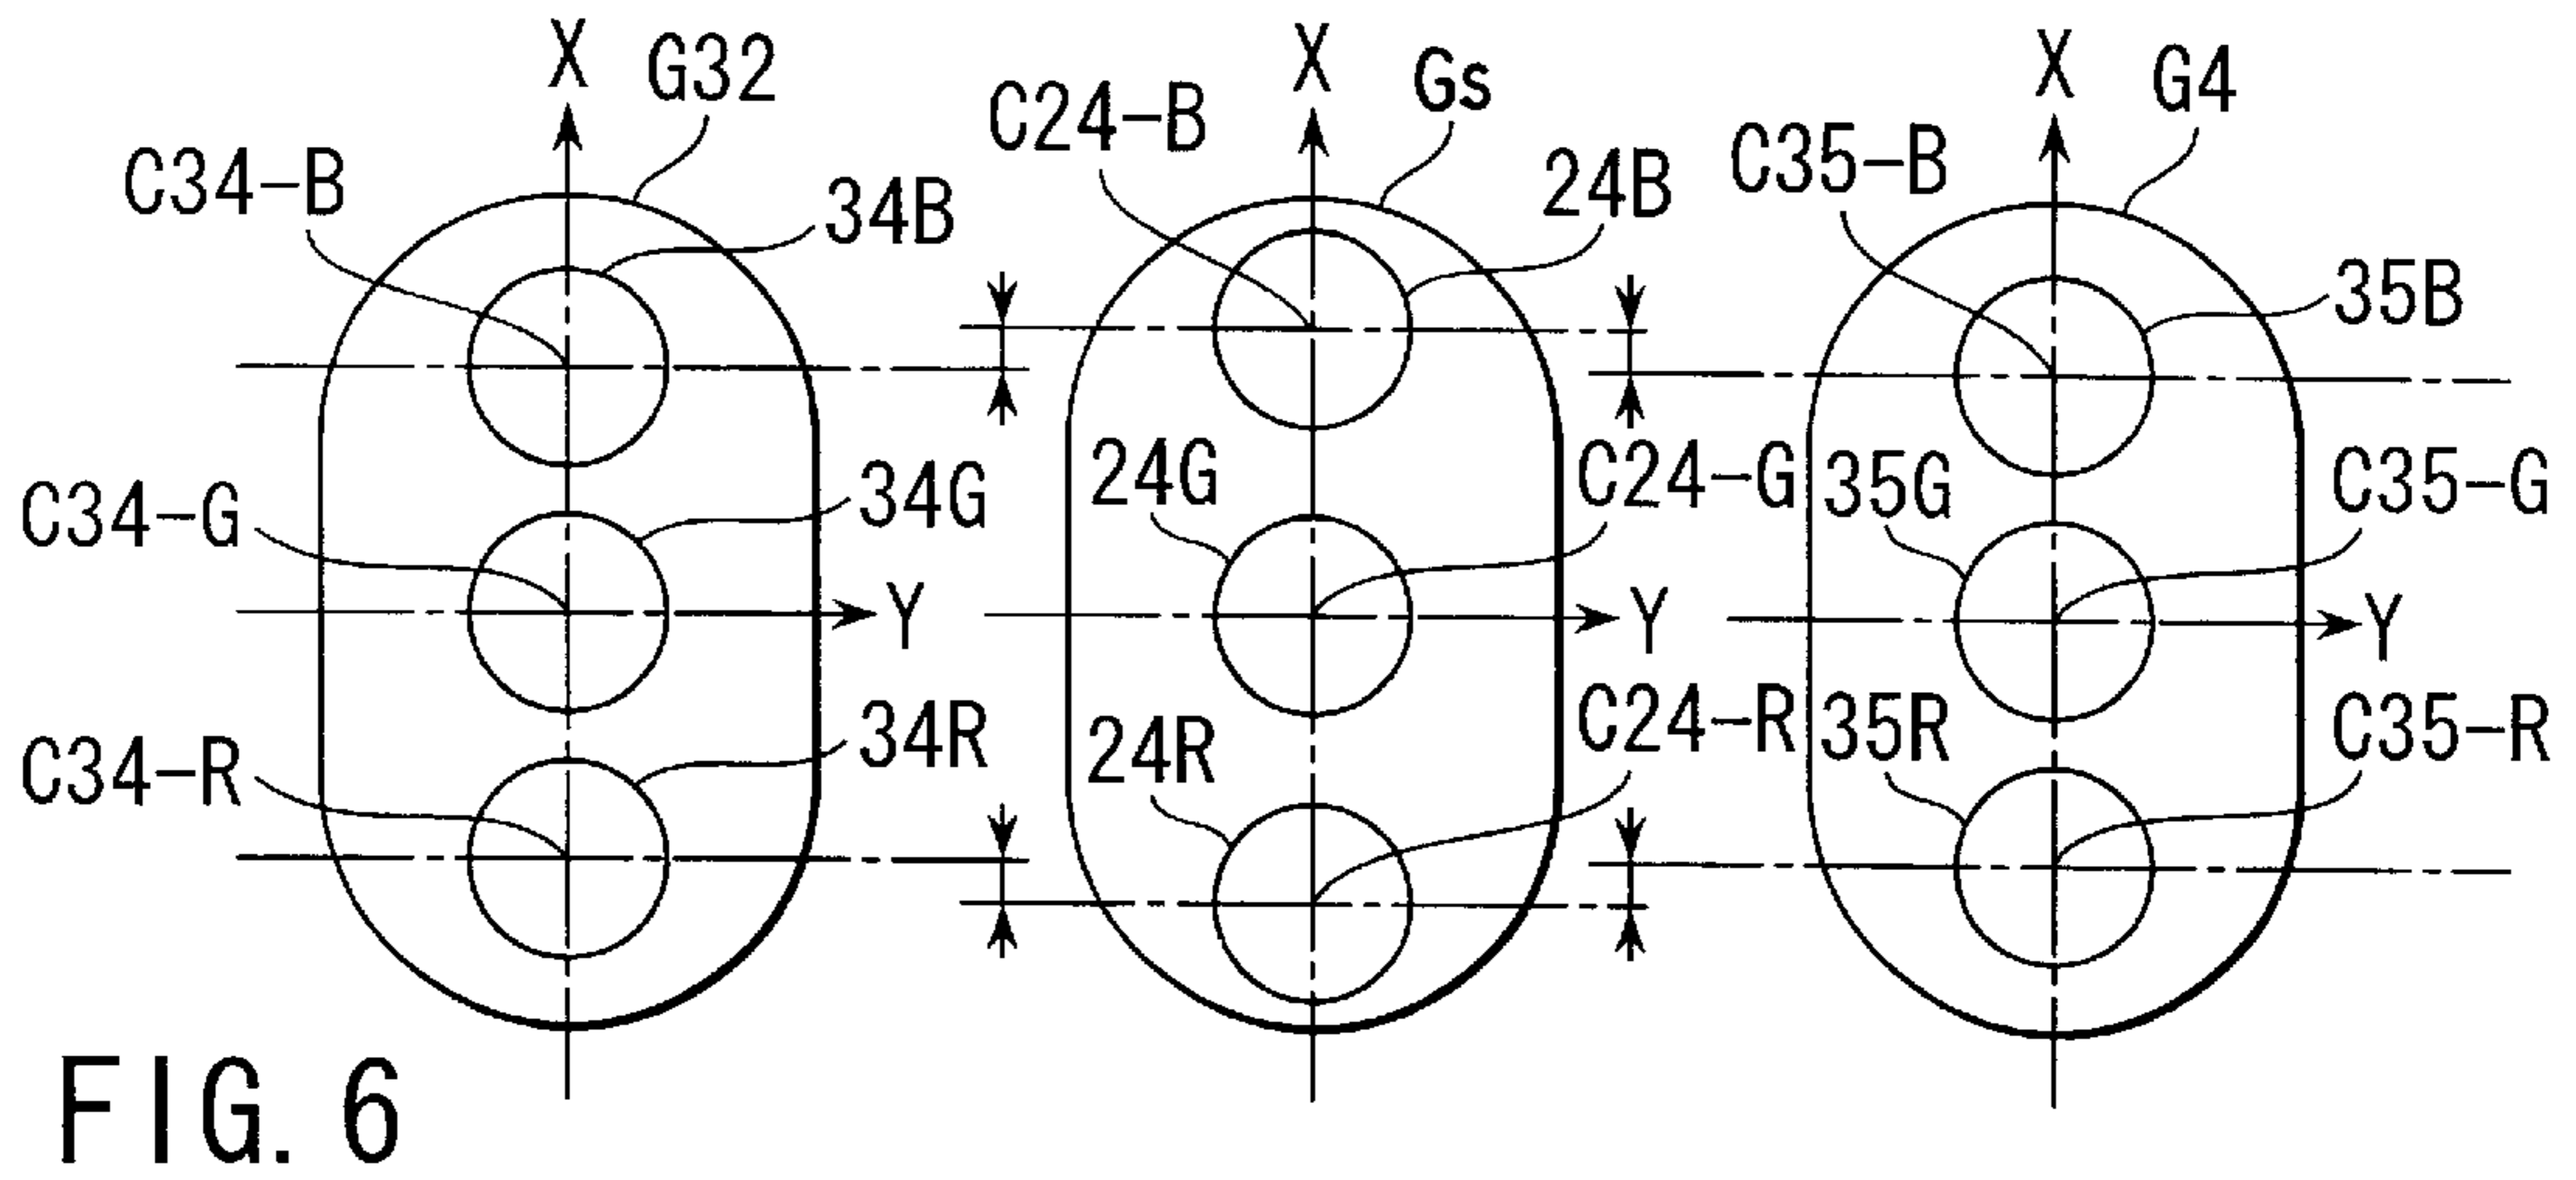 X G32
C34-B
34B
C34-G
34G
Y
C34-R
34R
X Gs
C24-B
24B
24G
C24-G
Y
24R
C24-R
X G4
C35-B
35B
35G
C35-G
Y
35R
C35-R
FIG. 6